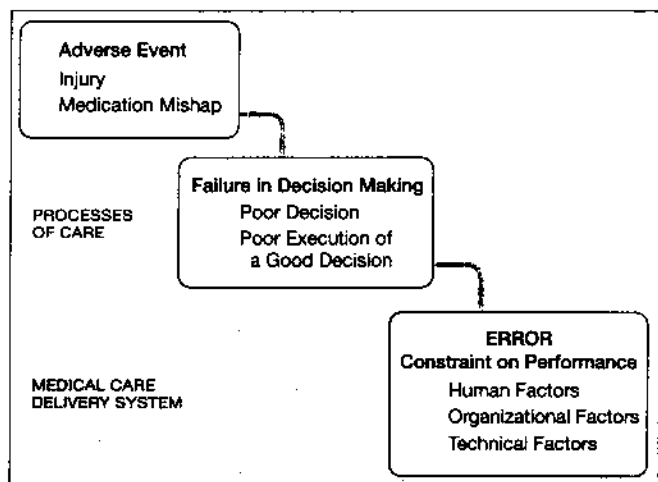 Adverse Event
Injury
Medication Mishap
Failure in Decision Making
Poor Decision
Poor Execution of
a Good Decision
PROCESSES
OF CARE
ERROR
Constraint on Performance
Human Factors
Organizational Factors
Technical Factors
MEDICAL CARE
DELIVERY SYSTEM